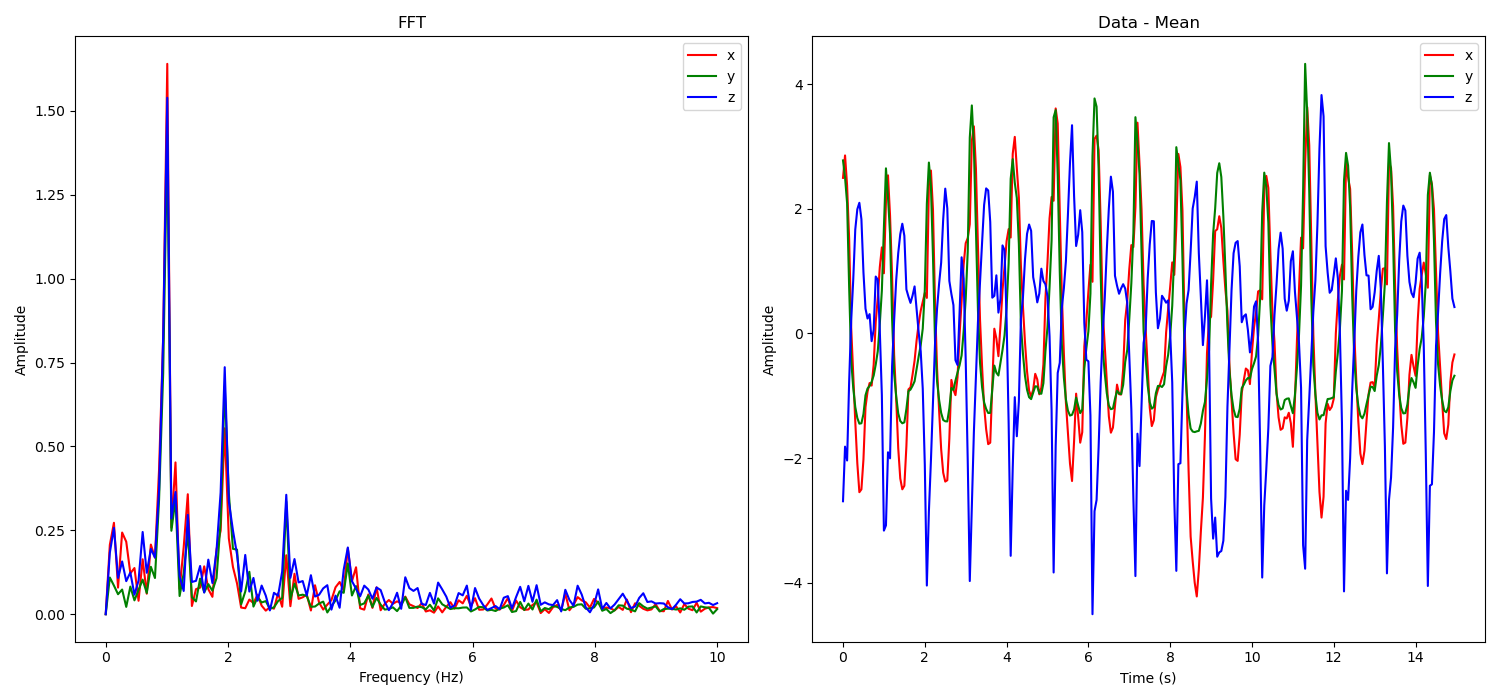 FFT
Amplitude
1.50
1.25
1.00
0.75
0.50
0.25
0.00
0 2 4 6 8 10
Frequency (Hz)
x
y
z
Data - Mean
Amplitude
4
2
0
−2
−4
0 2 4 6 8 10 12 14
Time (s)
x
y
z